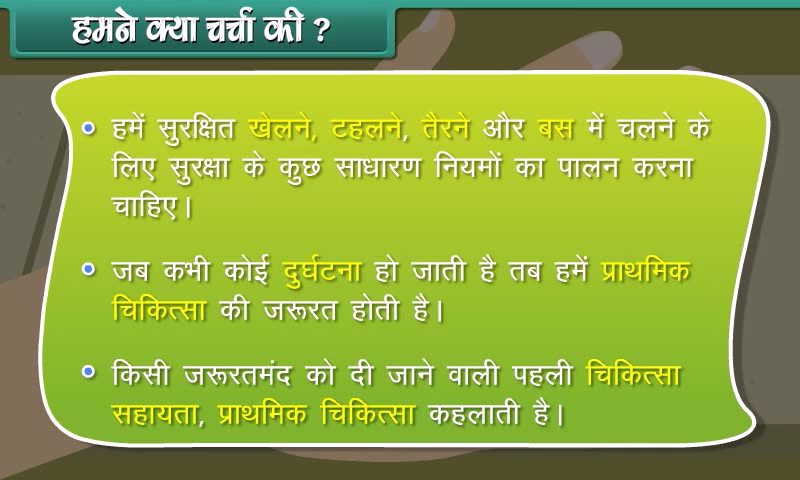 हमने क्या चर्चा की ?
हमें सुरक्षित खेलने, टहलने, तैरने और बस में चलने के
लिए सुरक्षा के कुछ साधारण नियमों का पालन करना
चाहिए।
जब कभी कोई दुर्घटना हो जाती है तब हमें प्राथमिक
चिकित्सा की जरूरत होती है।
किसी जरूरतमंद को दी जाने वाली पहली चिकित्सा
सहायता, प्राथमिक चिकित्सा कहलाती है।